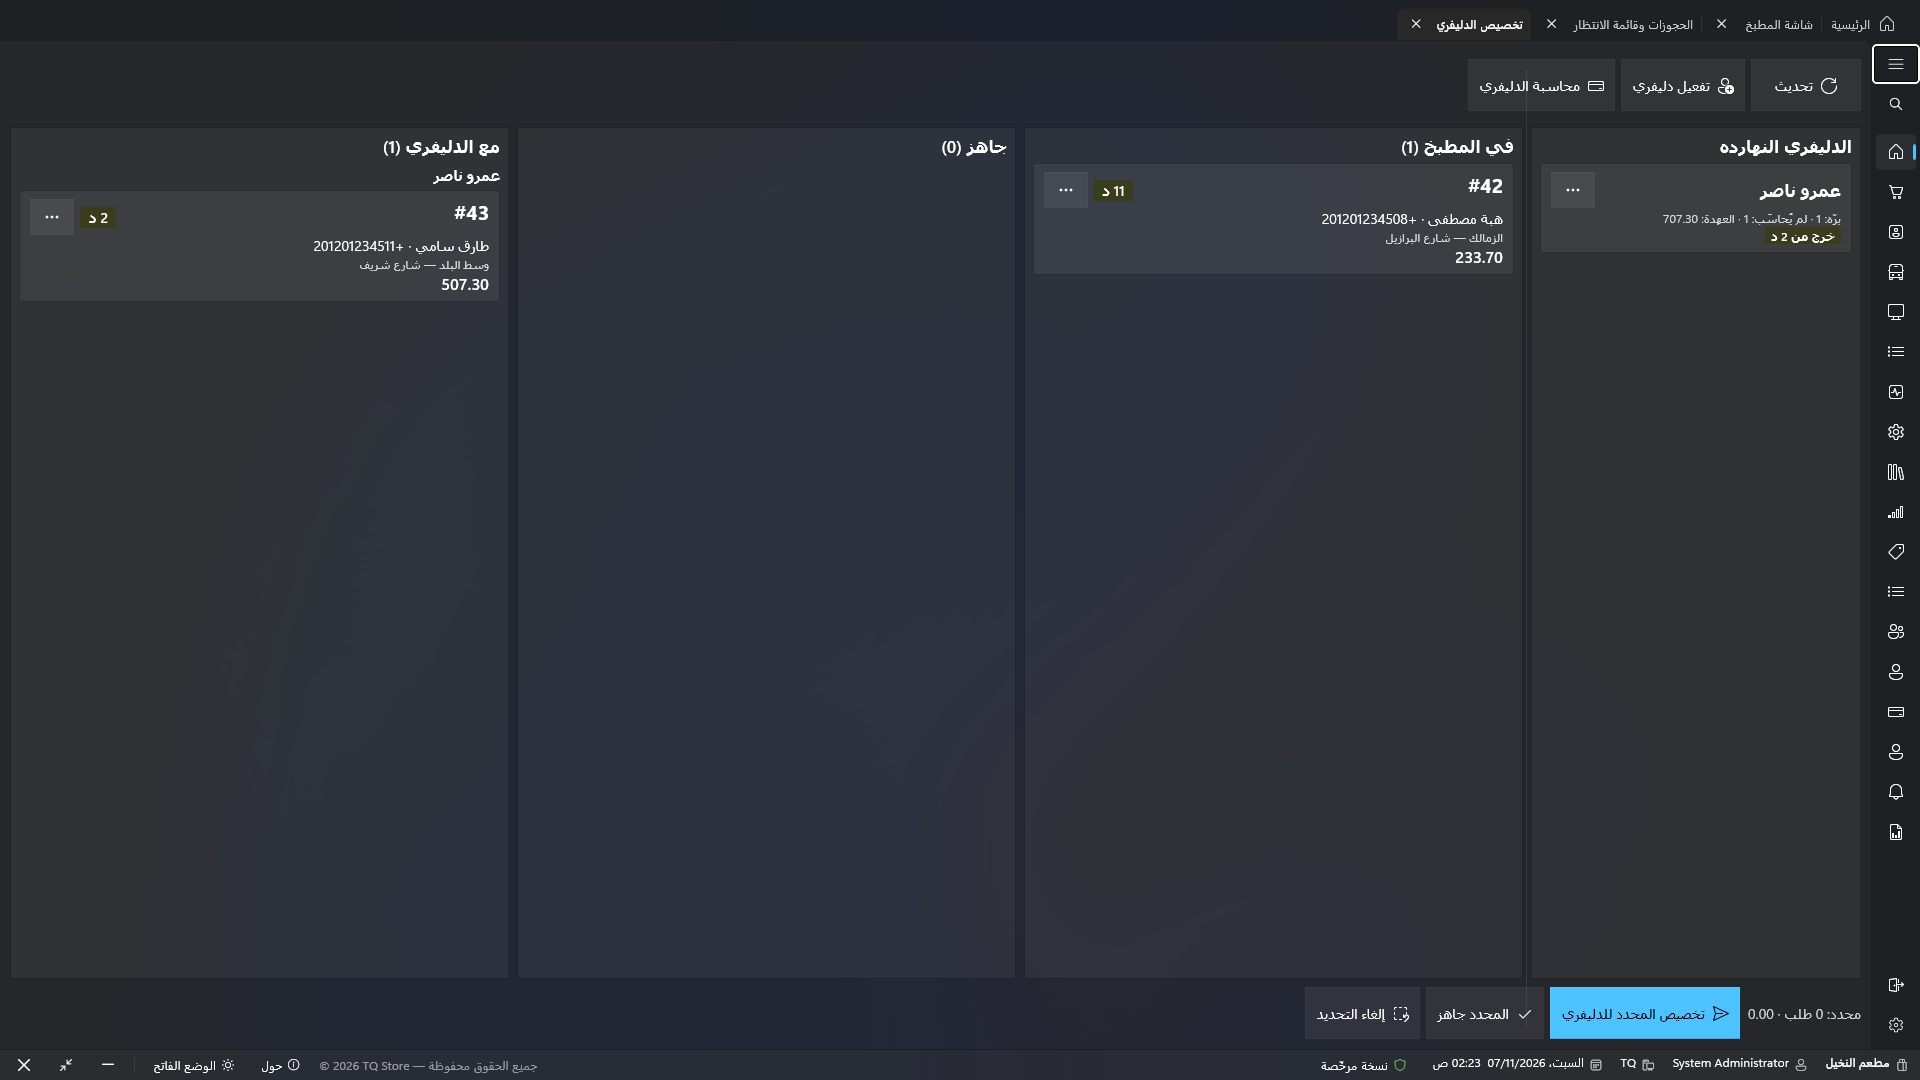 الرئيسية
شاشة المطبخ
الحجوزات وقائمة الانتظار
تخصيص الدليفري
تحديث
تفعيل دليفري
محاسبة الدليفري
الدليفري النهارده
عمرو ناصر
برّه: 1 · لم يُحاسَب: 1 · العهدة: 707.30
خرج من 2 د
في المطبخ (1)
#42
11 د
هبة مصطفى · +201201234508
الزمالك — شارع البرازيل
233.70
جاهز (0)
مع الدليفري (1)
عمرو ناصر
#43
2 د
طارق سامي · +201201234511
وسط البلد — شارع شريف
507.30
محدد: 0 طلب · 0.00
تخصيص المحدد للدليفري
المحدد جاهز
إلغاء التحديد
مطعم النخيل
System Administrator
TQ
السبت، 07/11/2026 02:23 ص
نسخة مرخّصة
جميع الحقوق محفوظة — TQ Store 2026 ©
حول
الوضع الفاتح